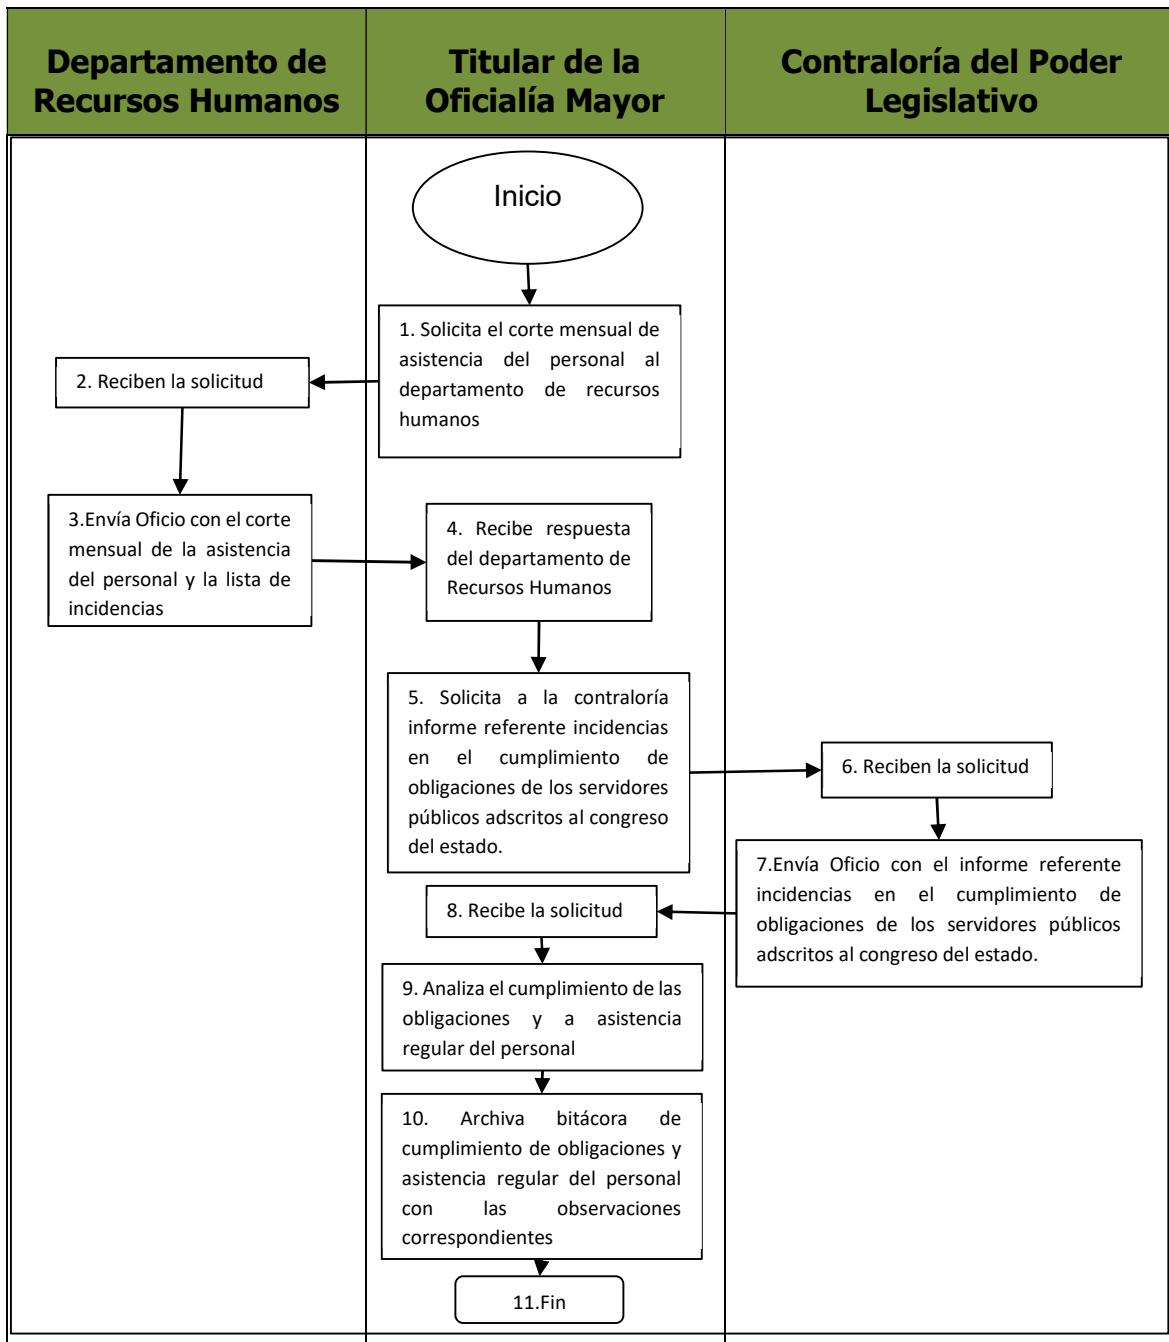 Departamento de
Recursos Humanos
Titular de la
Oficialía Mayor
Contraloría del Poder
Legislativo
Inicio
1. Solicita el corte mensual de
asistencia del personal al
departamento de recursos
humanos
2. Reciben la solicitud
3.Envía Oficio con el corte
mensual de la asistencia
del personal y la lista de
incidencias
4. Recibe respuesta
del departamento de
Recursos Humanos
5. Solicita a la contraloría
informe referente incidencias
en el cumplimiento de
obligaciones de los servidores
públicos adscritos al congreso
del estado.
6. Reciben la solicitud
7.Envía Oficio con el informe referente
incidencias en el cumplimiento de
obligaciones de los servidores públicos
adscritos al congreso del estado.
8. Recibe la solicitud
9. Analiza el cumplimiento de las
obligaciones y a asistencia
regular del personal
10. Archiva bitácora de
cumplimiento de obligaciones y
asistencia regular del personal
con las observaciones
correspondientes
11.Fin